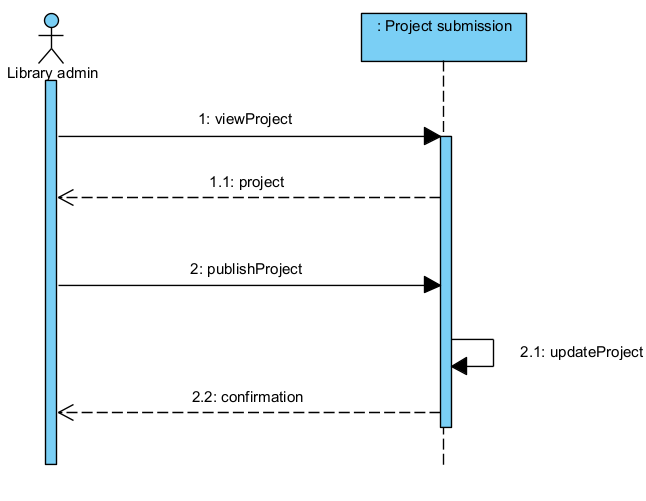 : Project submission
Library admin
1: viewProject
1.1: project
2: publishProject
2.1: updateProject
2.2: confirmation